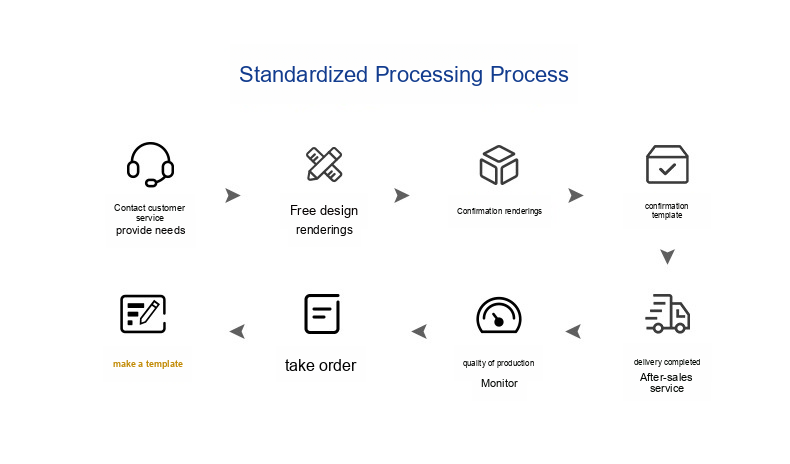 Standardized Processing Process
Contact customer
service
provide needs
Free design
renderings
Confirmation renderings
confirmation
template
make a template
take order
quality of production
Monitor
delivery completed
After-sales
service